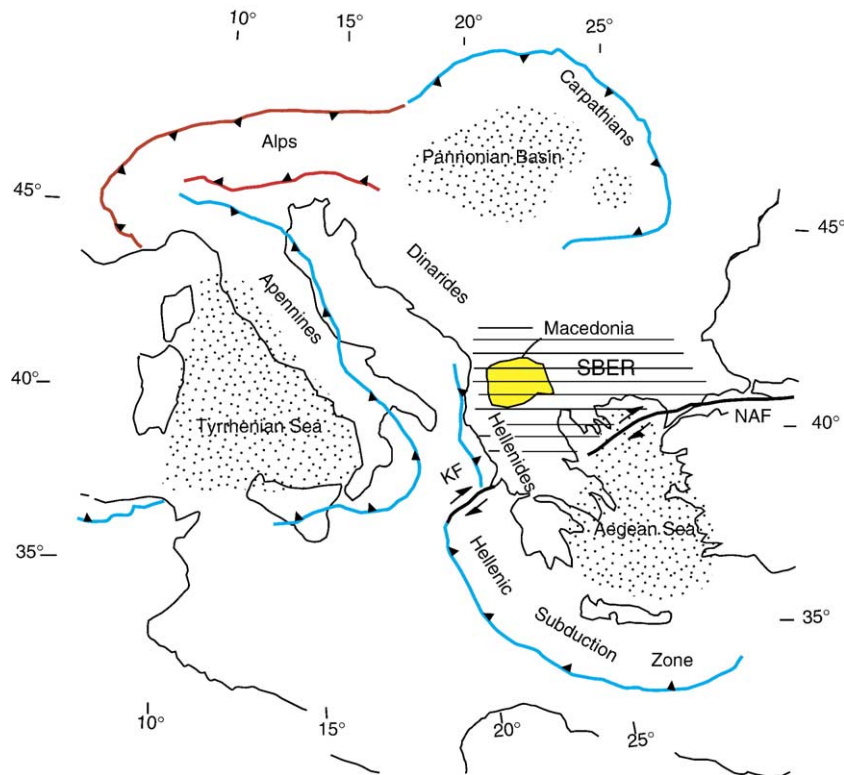 10°
15°
20°
25°
Carpathians
Alps
Pannonian Basin
45°
45°
Dinarides
Apennines
Macedonia
SBER
40°
Tyrrhenian Sea
Hellenides
NAF
40°
KF
Aegean Sea
35°
Hellenic
Subduction
Zone
35°
10°
15°
20°
25°